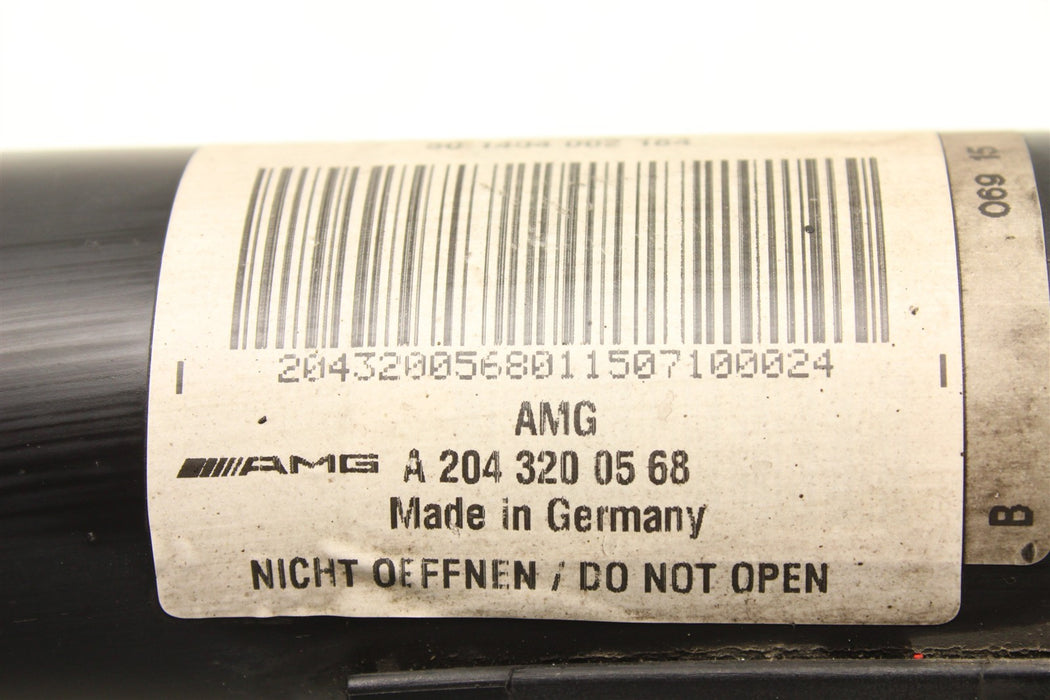 2043200568011507100024
AMG
AMG A 204 320 05 68
Made in Germany
NICHT OEFFNEN / DO NOT OPEN
069 15
B